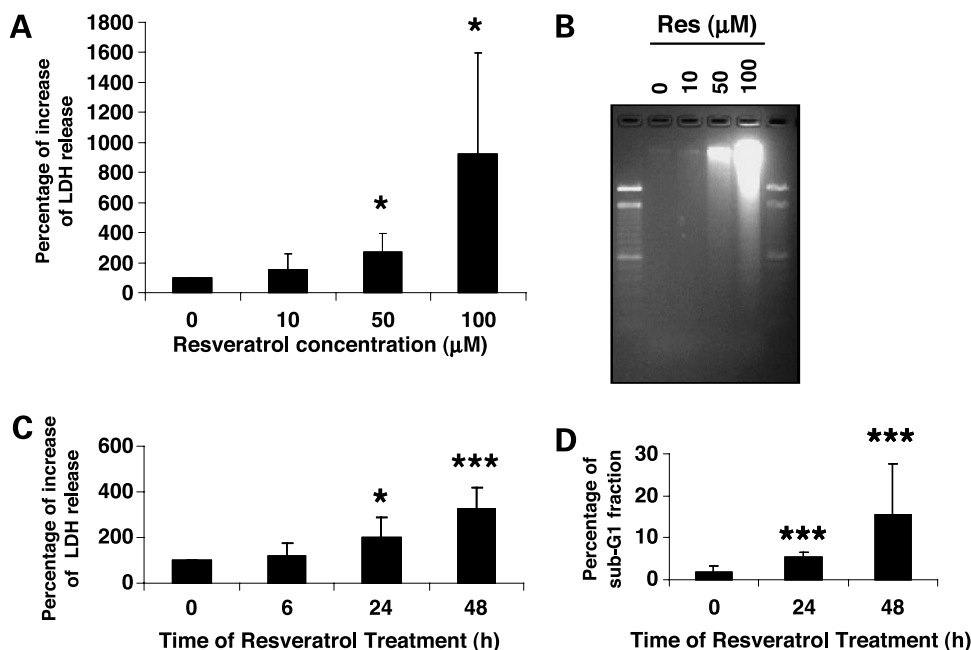 A
Percentage of increase
of LDH release
1800
1600
1400
1200
1000
800
600
400
200
0
*
*
0 10 50 100
Resveratrol concentration (μM)
B
Res (μM)
0 10 50 100
C
Percentage of increase
of LDH release
600
400
200
0
*
***
0 6 24 48
Time of Resveratrol Treatment (h)
D
Percentage of
sub-G1 fraction
30
20
10
0
***
***
0 24 48
Time of Resveratrol Treatment (h)